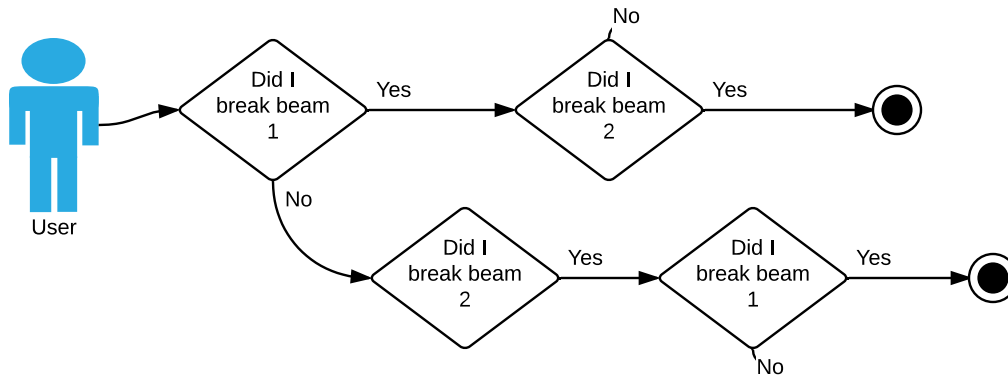 No
Did I
break beam
1
Yes
Did I
break beam
2
Yes
User
No
Did I
break beam
2
Yes
Did I
break beam
1
Yes
No